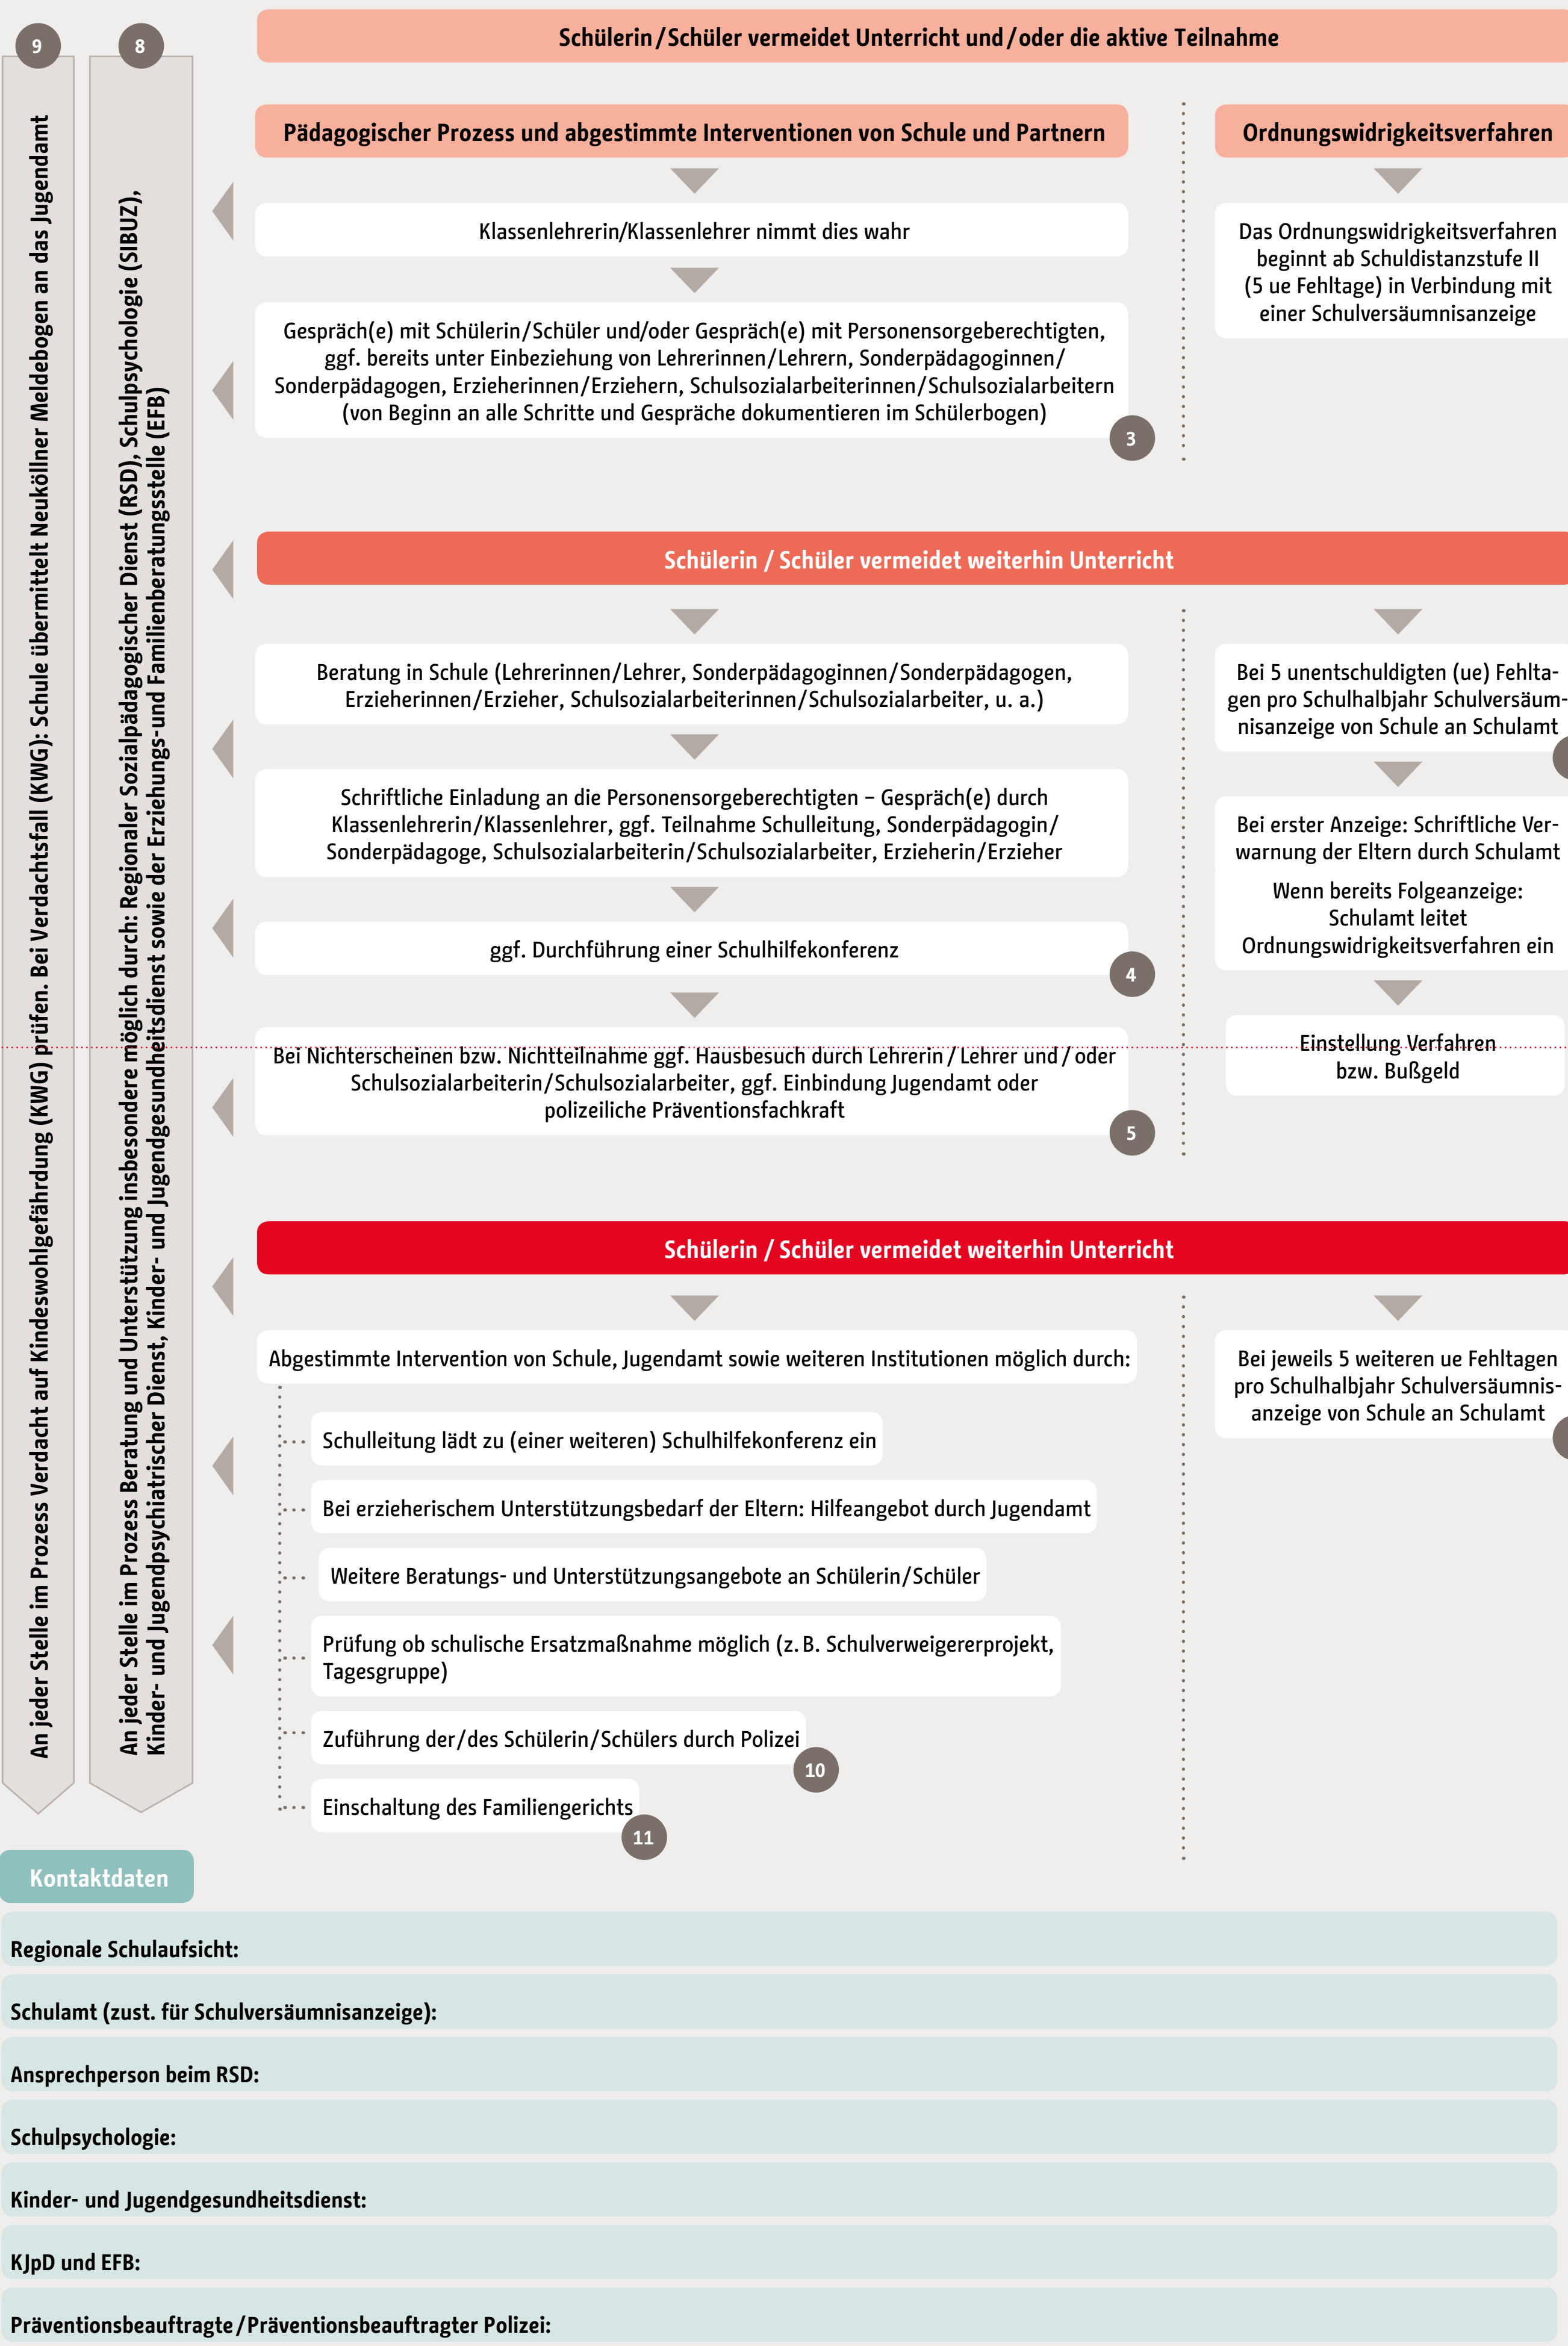 9
8
An jeder Stelle im Prozess Verdacht auf Kindeswohlgefährdung (KWG) prüfen. Bei Verdachtsfall (KWG): Schule übermittelt Neuköllner Meldebogen an das Jugendamt
An jeder Stelle im Prozess Beratung und Unterstützung insbesondere möglich durch: Regionaler Sozialpädagogischer Dienst (RSD), Schulpsychologie (SIBUZ),
Kinder- und Jugendpsychiatrischer Dienst, Kinder- und Jugendgesundheitsdienst sowie der Erziehungs-und Familienberatungsstelle (EFB)
Schülerin/Schüler vermeidet Unterricht und/oder die aktive Teilnahme
Pädagogischer Prozess und abgestimmte Interventionen von Schule und Partnern
Klassenlehrerin/Klassenlehrer nimmt dies wahr
Gespräch(e) mit Schülerin/Schüler und/oder Gespräch(e) mit Personensorgeberechtigten,
ggf. bereits unter Einbeziehung von Lehrerinnen/Lehrern, Sonderpädagoginnen/
Sonderpädagogen, Erzieherinnen/Erziehern, Schulsozialarbeiterinnen/Schulsozialarbeitern
(von Beginn an alle Schritte und Gespräche dokumentieren im Schülerbogen)
3
Ordnungswidrigkeitsverfahren
Das Ordnungswidrigkeitsverfahren
beginnt ab Schuldistanzstufe II
(5 ue Fehltage) in Verbindung mit
einer Schulversäumnisanzeige
Schülerin / Schüler vermeidet weiterhin Unterricht
Beratung in Schule (Lehrerinnen/Lehrer, Sonderpädagoginnen/Sonderpädagogen,
Erzieherinnen/Erzieher, Schulsozialarbeiterinnen/Schulsozialarbeiter, u. a.)
Schriftliche Einladung an die Personensorgeberechtigten – Gespräch(e) durch
Klassenlehrerin/Klassenlehrer, ggf. Teilnahme Schulleitung, Sonderpädagogin/
Sonderpädagoge, Schulsozialarbeiterin/Schulsozialarbeiter, Erzieherin/Erzieher
ggf. Durchführung einer Schulhilfekonferenz
4
Bei Nichterscheinen bzw. Nichtteilnahme ggf. Hausbesuch durch Lehrerin/Lehrer und/oder
Schulsozialarbeiterin/Schulsozialarbeiter, ggf. Einbindung Jugendamt oder
polizeiliche Präventionsfachkraft
5
Bei 5 unentschuldigten (ue) Fehlta-
gen pro Schulhalbjahr Schulversäum-
nisanzeige von Schule an Schulamt
Bei erster Anzeige: Schriftliche Ver-
warnung der Eltern durch Schulamt
Wenn bereits Folgeanzeige:
Schulamt leitet
Ordnungswidrigkeitsverfahren ein
Einstellung Verfahren
bzw. Bußgeld
Schülerin / Schüler vermeidet weiterhin Unterricht
Abgestimmte Intervention von Schule, Jugendamt sowie weiteren Institutionen möglich durch:
Schulleitung lädt zu (einer weiteren) Schulhilfekonferenz ein
Bei erzieherischem Unterstützungsbedarf der Eltern: Hilfeangebot durch Jugendamt
Weitere Beratungs- und Unterstützungsangebote an Schülerin/Schüler
Prüfung ob schulische Ersatzmaßnahme möglich (z. B. Schulverweigererprojekt,
Tagesgruppe)
Zuführung der/des Schülerin/Schülers durch Polizei
10
Einschaltung des Familiengerichts
11
Bei jeweils 5 weiteren ue Fehltagen
pro Schulhalbjahr Schulversäumnis-
anzeige von Schule an Schulamt
Kontaktdaten
Regionale Schulaufsicht:
Schulamt (zust. für Schulversäumnisanzeige):
Ansprechperson beim RSD:
Schulpsychologie:
Kinder- und Jugendgesundheitsdienst:
KJpD und EFB:
Präventionsbeauftragte/Präventionsbeauftragter Polizei: